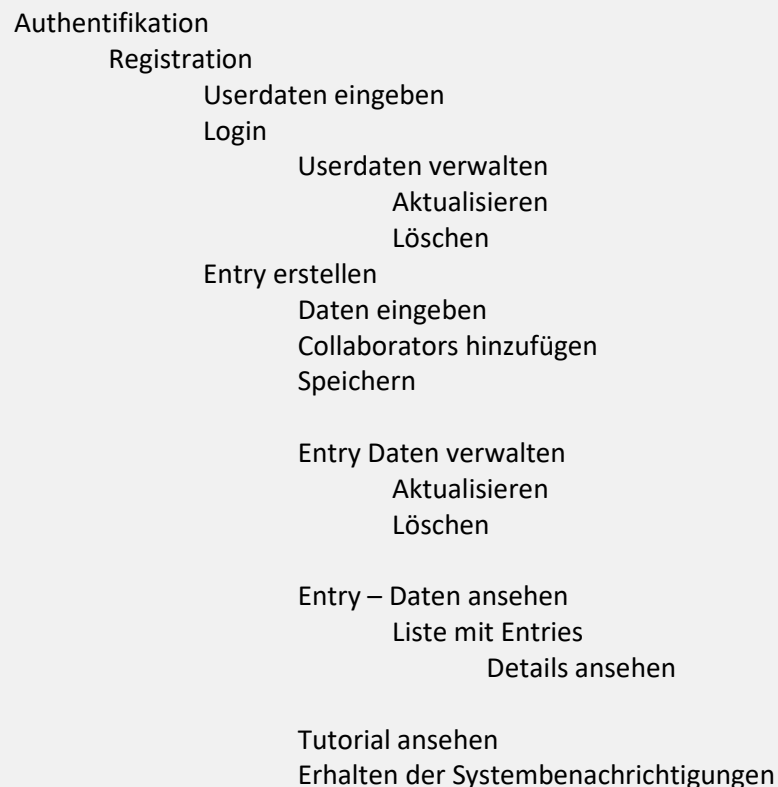 Authentifikation
Registration
Userdaten eingeben
Login
Userdaten verwalten
Aktualisieren
Löschen
Entry erstellen
Daten eingeben
Collaborators hinzufügen
Speichern
Entry Daten verwalten
Aktualisieren
Löschen
Entry – Daten ansehen
Liste mit Entries
Details ansehen
Tutorial ansehen
Erhalten der Systembenachrichtigungen